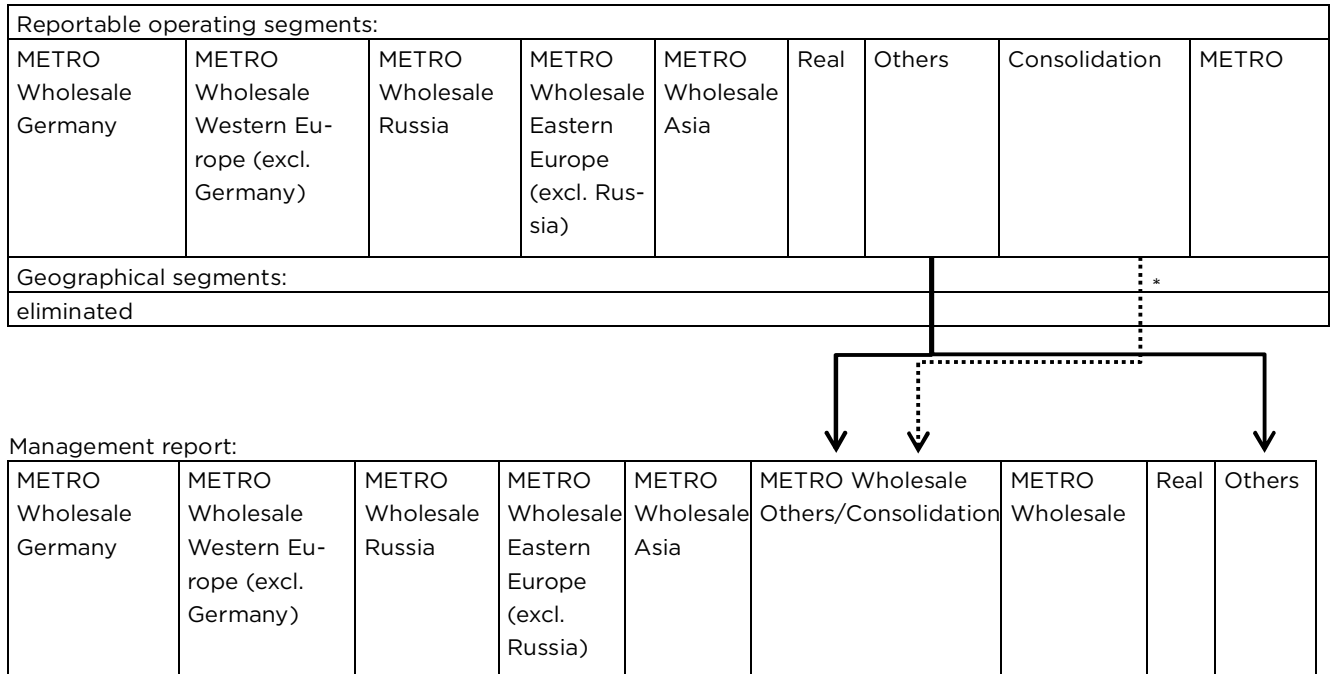 Reportable operating segments:
METRO
Wholesale
Germany
METRO
Wholesale
Western Eu-
rope (excl.
Germany)
METRO
Wholesale
Russia
METRO
Wholesale
Eastern
Europe
(excl. Rus-
sia)
METRO
Wholesale
Asia
Real
Others
Consolidation
METRO
Geographical segments:
*
eliminated
Management report:
METRO
Wholesale
Germany
METRO
Wholesale
Western Eu-
rope (excl.
Germany)
METRO
Wholesale
Russia
METRO
Wholesale
Eastern
Europe
(excl.
Russia)
METRO
Wholesale
Asia
METRO Wholesale
Others/Consolidation
METRO
Wholesale
Real
Others